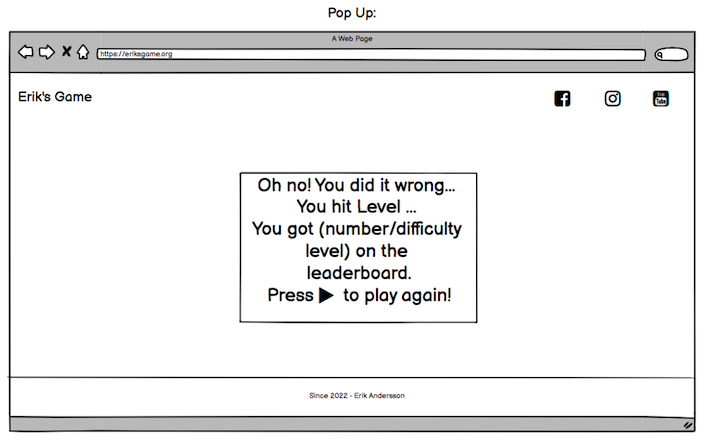 Pop Up:
A Web Page
https://eriksgame.org
Erik's Game
You Tube
Oh no! You did it wrong...
You hit Level ...
You got (number/difficulty
level) on the
leaderboard.
Press ▶ to play again!
Since 2022 - Erik Andersson